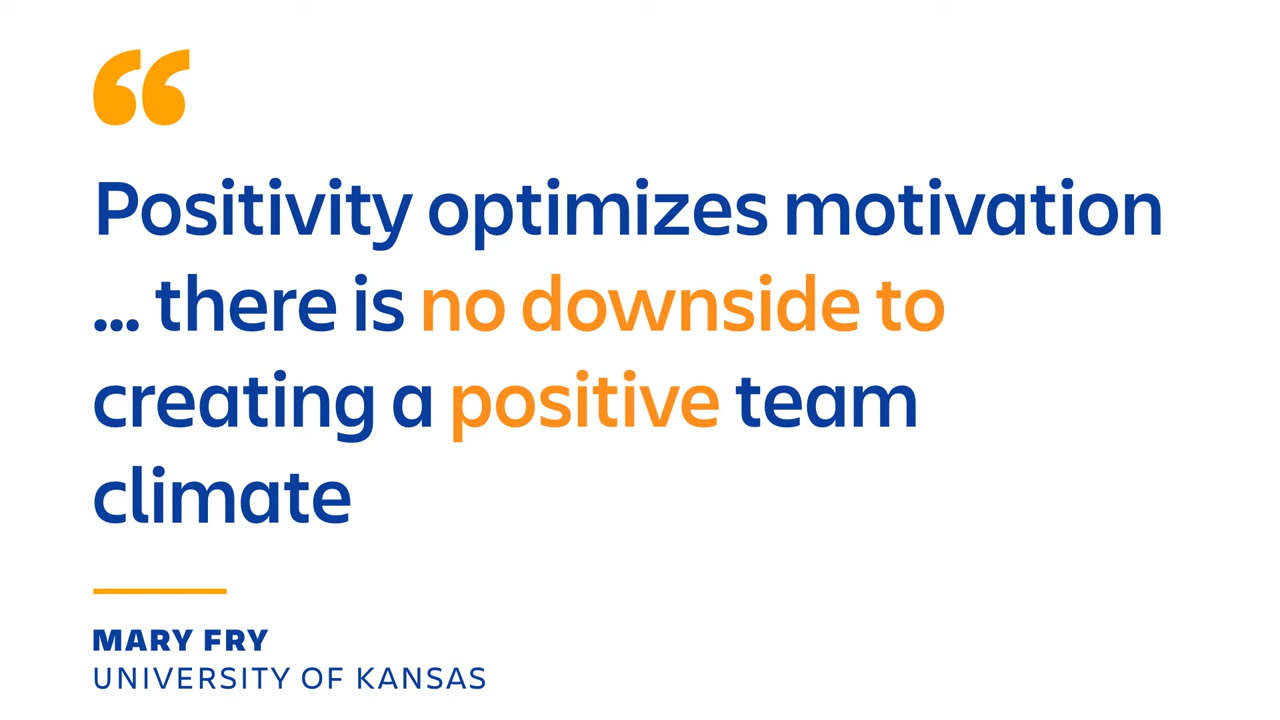 “
Positivity optimizes motivation
... there is no downside to
creating a positive team
climate
MARY FRY
UNIVERSITY OF KANSAS